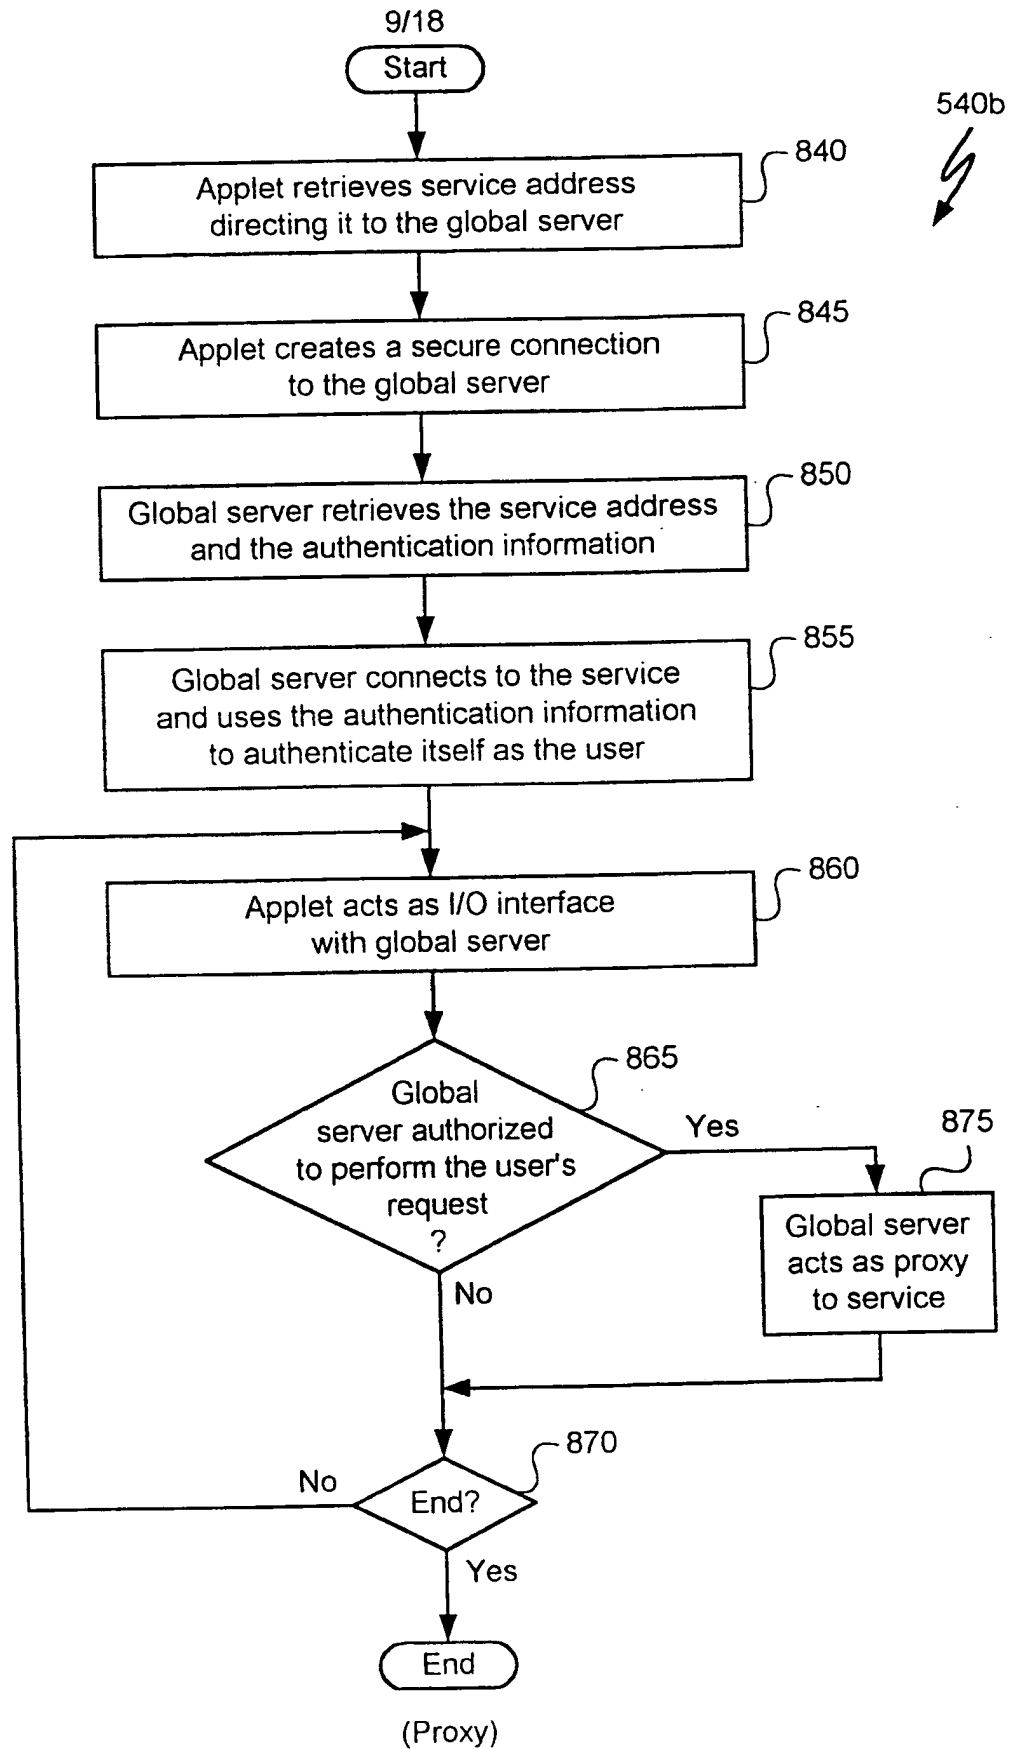 9/18
Start
540b
840
Applet retrieves service address
directing it to the global server
845
Applet creates a secure connection
to the global server
850
Global server retrieves the service address
and the authentication information
855
Global server connects to the service
and uses the authentication information
to authenticate itself as the user
860
Applet acts as I/O interface
with global server
865
Global
server authorized
to perform the user's
request
?
Yes
875
Global server
acts as proxy
to service
No
870
End?
No
Yes
End
(Proxy)